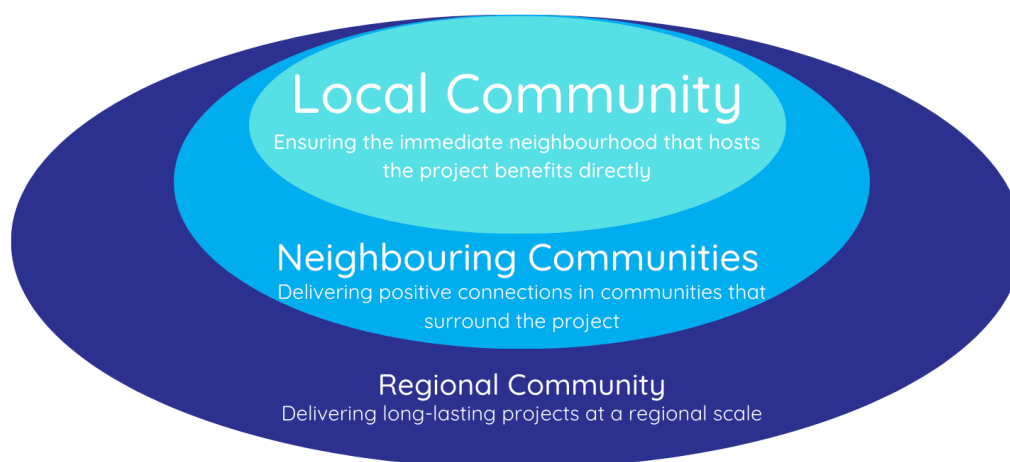 Local Community
Ensuring the immediate neighbourhood that hosts
the project benefits directly
Neighbouring Communities
Delivering positive connections in communities that
surround the project
Regional Community
Delivering long-lasting projects at a regional scale